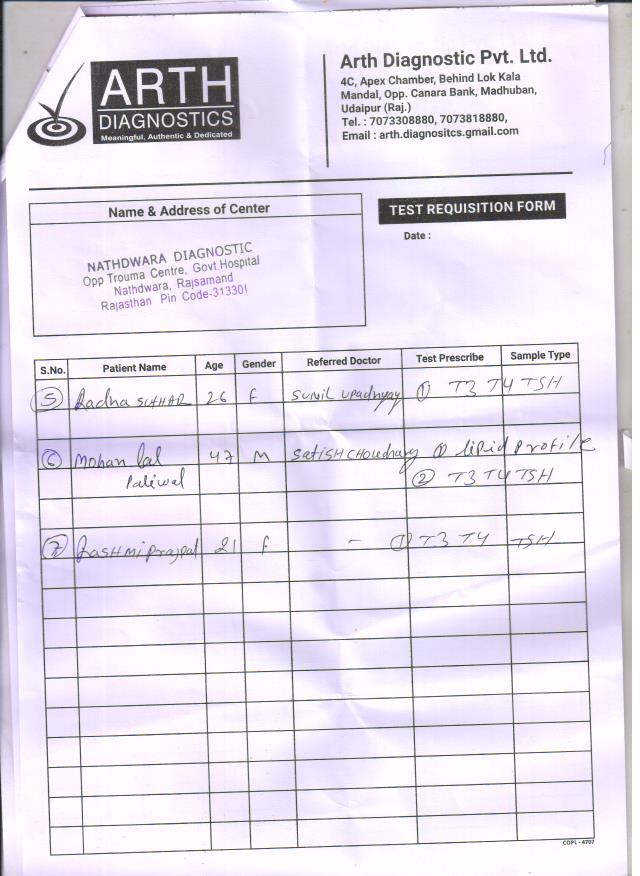 ARTH
DIAGNOSTICS
Meaningful, Authentic & Dedicated
Arth Diagnostic Pvt. Ltd.
4C, Apex Chamber, Behind Lok Kala
Mandal, Opp. Canara Bank, Madhuban,
Udaipur (Raj.)
Tel. : 7073308880, 7073818880,
Email : arth.diagnositcs.gmail.com
Name & Address of Center
NATHDWARA DIAGNOSTIC
Opp Trouma Centre, Govt Hospital
Nathdwara, Rajsamand
Rajasthan Pin Code-313301
TEST REQUISITION FORM
Date :
S.No. Patient Name Age Gender Referred Doctor Test Prescribe Sample Type
5 Radha SUTHAR 26 F SUNIL UPADHYAY 1 T3 T4 TSH
6 Mohan lal 47 M SATISH CHOUDHARY 1 lipid profile
Paliwal 2 T3 T4 TSH
7 RASHmi prajpat 21 F - 1 T3 T4 TSH
COPL - 4707